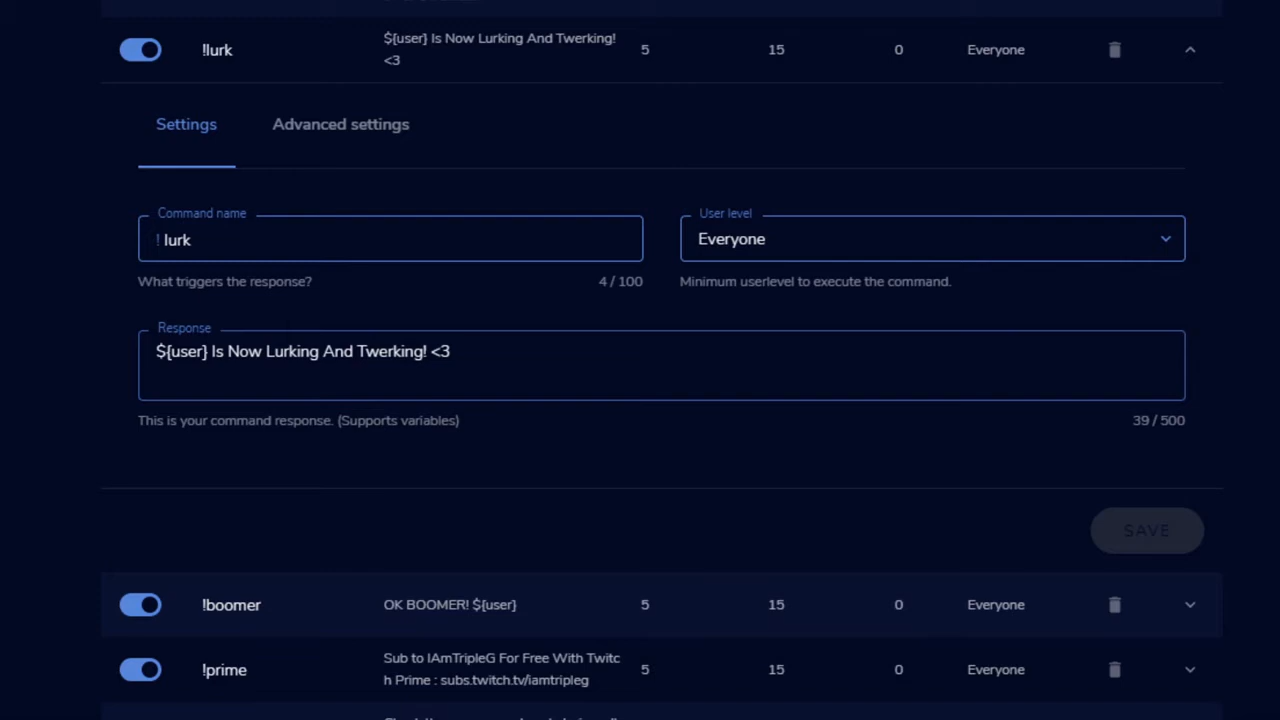 !lurk
${user} Is Now Lurking And Twerking!
<3
5
15
0
Everyone
Settings
Advanced settings
Command name
! lurk
What triggers the response?
4 / 100
User level
Everyone
Minimum userlevel to execute the command.
Response
${user} Is Now Lurking And Twerking! <3
This is your command response. (Supports variables)
39 / 500
SAVE
!boomer
OK BOOMER! ${user}
5
15
0
Everyone
!prime
Sub to IAmTripleG For Free With Twitc
h Prime : subs.twitch.tv/iamtripleg
5
15
0
Everyone